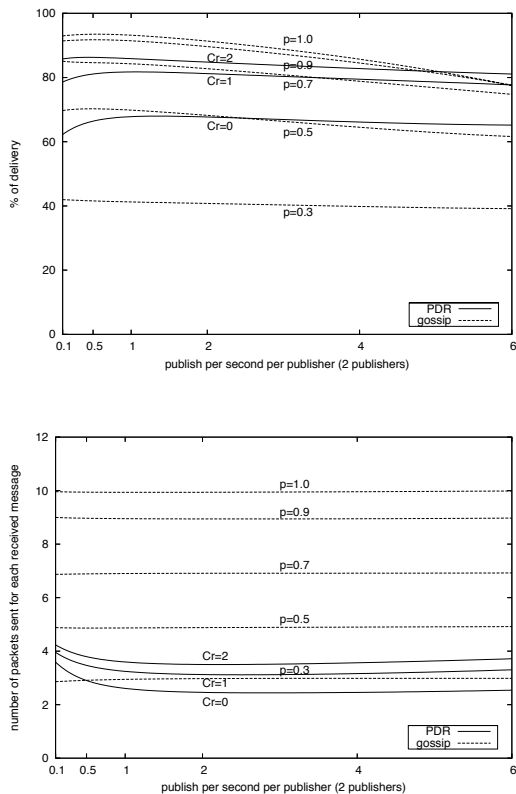 100
80
60
40
20
0
% of delivery
p=1.0
Cr=2
p=0.9
Cr=1
p=0.7
Cr=0
p=0.5
p=0.3
PDR
gossip
0.1 0.5 1 2 4 6
publish per second per publisher (2 publishers)
12
10
8
6
4
2
0
number of packets sent for each received message
p=1.0
p=0.9
p=0.7
p=0.5
Cr=2
p=0.3
Cr=1
Cr=0
PDR
gossip
0.1 0.5 1 2 4 6
publish per second per publisher (2 publishers)